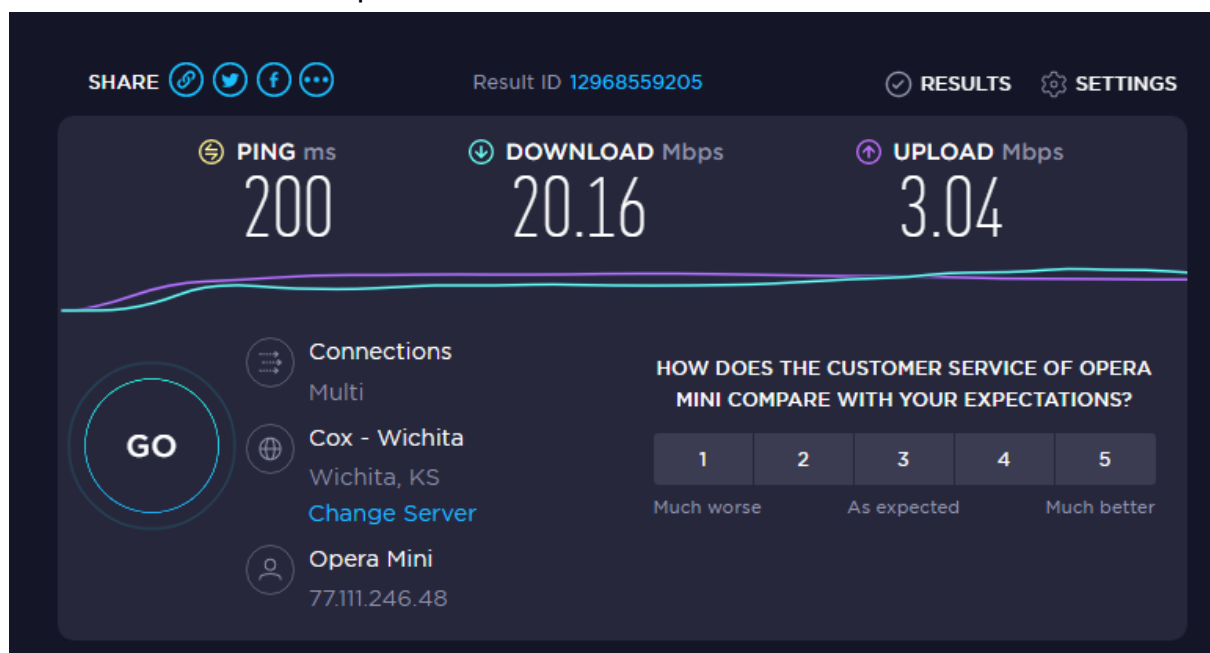 SHARE
Result ID 12968559205
RESULTS
SETTINGS
PING ms
DOWNLOAD Mbps
UPLOAD Mbps
200
20.16
3.04
GO
Connections
Multi
Cox - Wichita
Wichita, KS
Change Server
Opera Mini
77.111.246.48
HOW DOES THE CUSTOMER SERVICE OF OPERA
MINI COMPARE WITH YOUR EXPECTATIONS?
1 2 3 4 5
Much worse As expected Much better